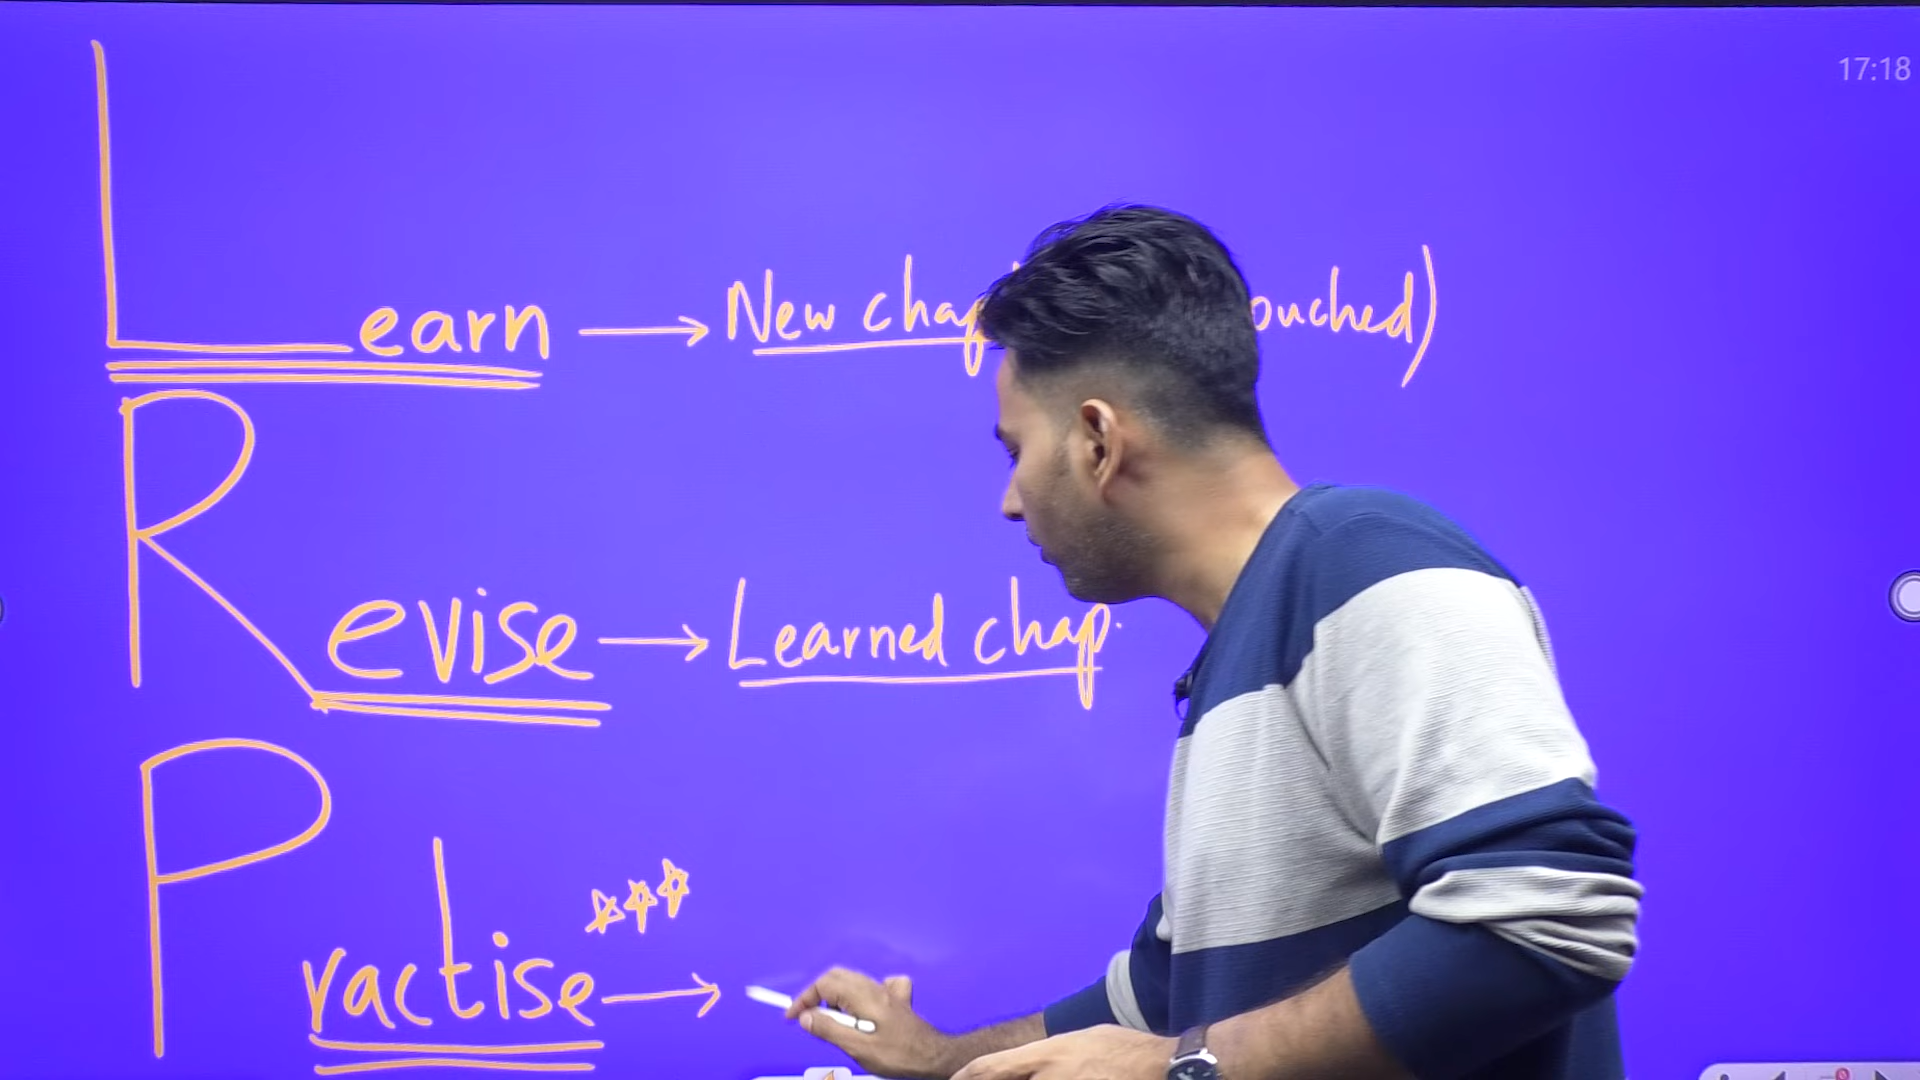 17:18
Learn → New chap ouched)
Revise → Learned chap.
Practise*** →